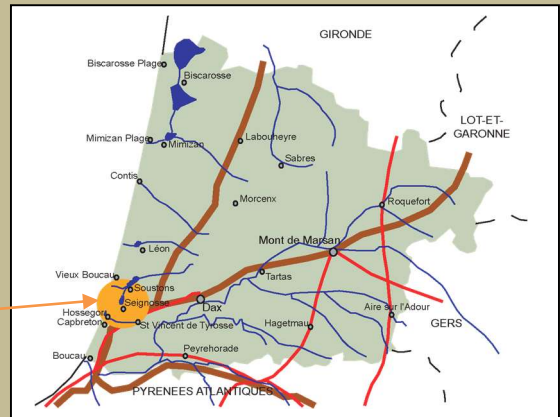 GIRONDE
Biscarosse Plage
Biscarosse
LOT-ET-
GARONNE
Mimizan Plage
Mimizan
Labouheyre
Sabres
Contis
Morcenx
Roquefort
Léon
Mont de Marsan
Vieux Boucau
Soustons
Tartas
Seignosse
Dax
Aire sur l'Adour
Hossegor
Capbreton
St Vincent de Tyrosse
Hagetmau
GERS
Boucau
Peyrehorade
PYRENEES ATLANTIQUES